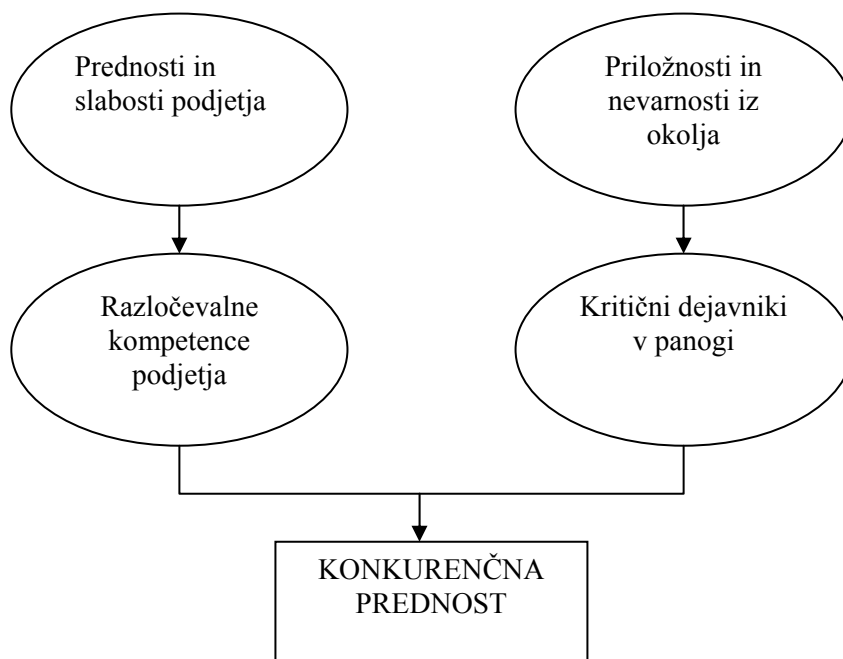 Prednosti in
slabosti podjetja
Priložnosti in
nevarnosti iz
okolja
Razločevalne
kompetence
podjetja
Kritični dejavniki
v panogi
KONKURENČNA
PREDNOST